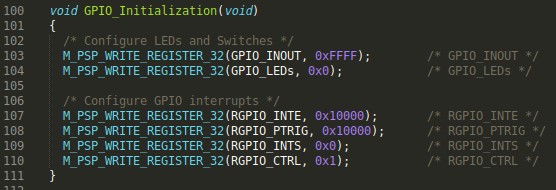 100 void GPIO_Initialization(void)
101 {
102 /* Configure LEDs and Switches */
103 M_PSP_WRITE_REGISTER_32(GPIO_INOUT, 0xFFFF); /* GPIO_INOUT */
104 M_PSP_WRITE_REGISTER_32(GPIO_LEDs, 0x0); /* GPIO_LEDs */
105
106 /* Configure GPIO interrupts */
107 M_PSP_WRITE_REGISTER_32(RGPIO_INTE, 0x10000); /* RGPIO_INTE */
108 M_PSP_WRITE_REGISTER_32(RGPIO_PTRIG, 0x10000); /* RGPIO_PTRIG */
109 M_PSP_WRITE_REGISTER_32(RGPIO_INTS, 0x0); /* RGPIO_INTS */
110 M_PSP_WRITE_REGISTER_32(RGPIO_CTRL, 0x1); /* RGPIO_CTRL */
111 }